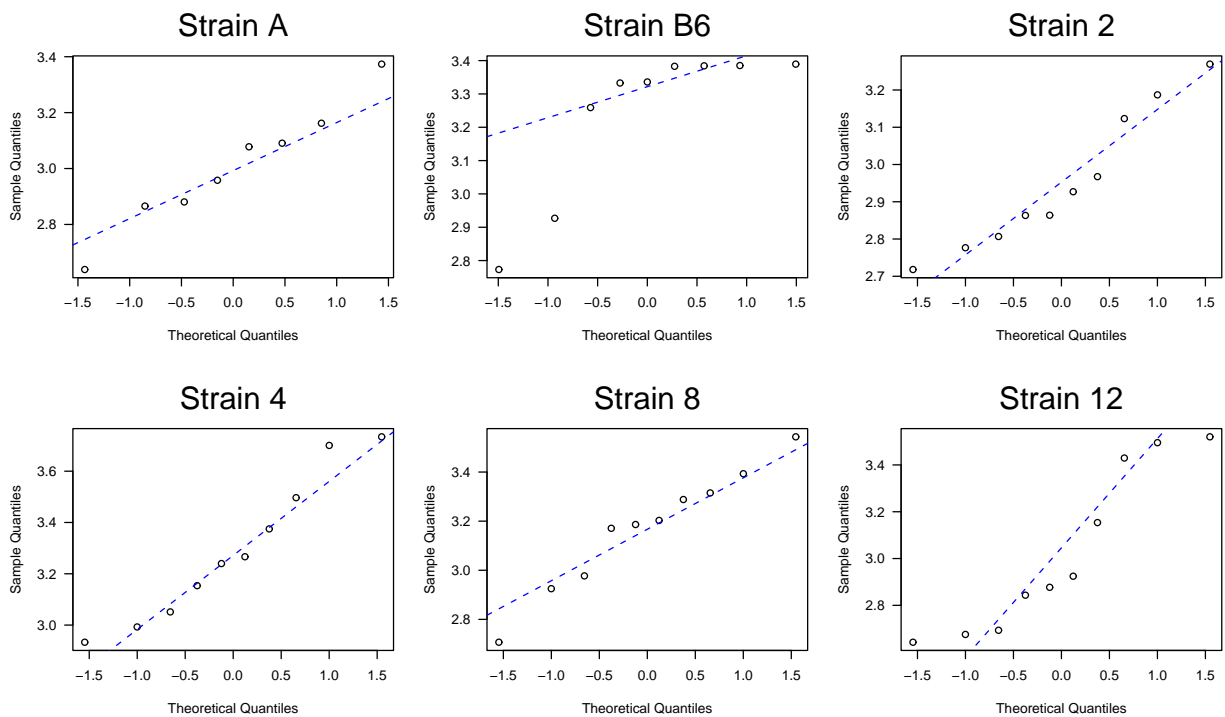 Strain A
Strain B6
Strain 2
Sample Quantiles
3.4
3.2
3.0
2.8
−1.5 −1.0 −0.5 0.0 0.5 1.0 1.5
Theoretical Quantiles
Sample Quantiles
3.4
3.3
3.2
3.1
3.0
2.9
2.8
−1.5 −1.0 −0.5 0.0 0.5 1.0 1.5
Theoretical Quantiles
Sample Quantiles
3.2
3.1
3.0
2.9
2.8
2.7
−1.5 −1.0 −0.5 0.0 0.5 1.0 1.5
Theoretical Quantiles
Strain 4
Strain 8
Strain 12
Sample Quantiles
3.6
3.4
3.2
3.0
−1.5 −1.0 −0.5 0.0 0.5 1.0 1.5
Theoretical Quantiles
Sample Quantiles
3.4
3.2
3.0
2.8
−1.5 −1.0 −0.5 0.0 0.5 1.0 1.5
Theoretical Quantiles
Sample Quantiles
3.4
3.2
3.0
2.8
−1.5 −1.0 −0.5 0.0 0.5 1.0 1.5
Theoretical Quantiles